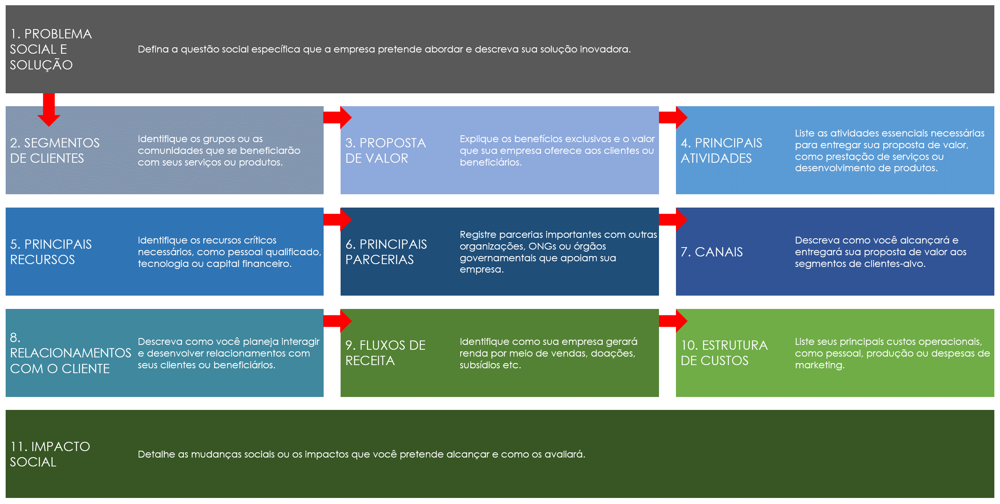 1. PROBLEMA
SOCIAL E
SOLUÇÃO
Defina a questão social específica que a empresa pretende abordar e descreva sua solução inovadora.
2. SEGMENTOS
DE CLIENTES
Identifique os grupos ou as
comunidades que se beneficiarão
com seus serviços ou produtos.
3. PROPOSTA
DE VALOR
Explique os benefícios exclusivos e o valor
que sua empresa oferece aos clientes ou
beneficiários.
4. PRINCIPAIS
ATIVIDADES
Liste as atividades essenciais necessárias
para entregar sua proposta de valor,
como prestação de serviços ou
desenvolvimento de produtos.
5. PRINCIPAIS
RECURSOS
Identifique os recursos críticos
necessários, como pessoal qualificado,
tecnologia ou capital financeiro.
6. PRINCIPAIS
PARCERIAS
Registre parcerias importantes com outras
organizações, ONGs ou órgãos
governamentais que apoiam sua
empresa.
7. CANAIS
Descreva como você alcançará e
entregará sua proposta de valor aos
segmentos de clientes-alvo.
8.
RELACIONAMENTOS
COM O CLIENTE
Descreva como você planeja interagir
e desenvolver relacionamentos com
seus clientes ou beneficiários.
9. FLUXOS DE
RECEITA
Identifique como sua empresa gerará
renda por meio de vendas, doações,
subsídios etc.
10. ESTRUTURA
DE CUSTOS
Liste seus principais custos operacionais,
como pessoal, produção ou despesas de
marketing.
11. IMPACTO
SOCIAL
Detalhe as mudanças sociais ou os impactos que você pretende alcançar e como os avaliará.